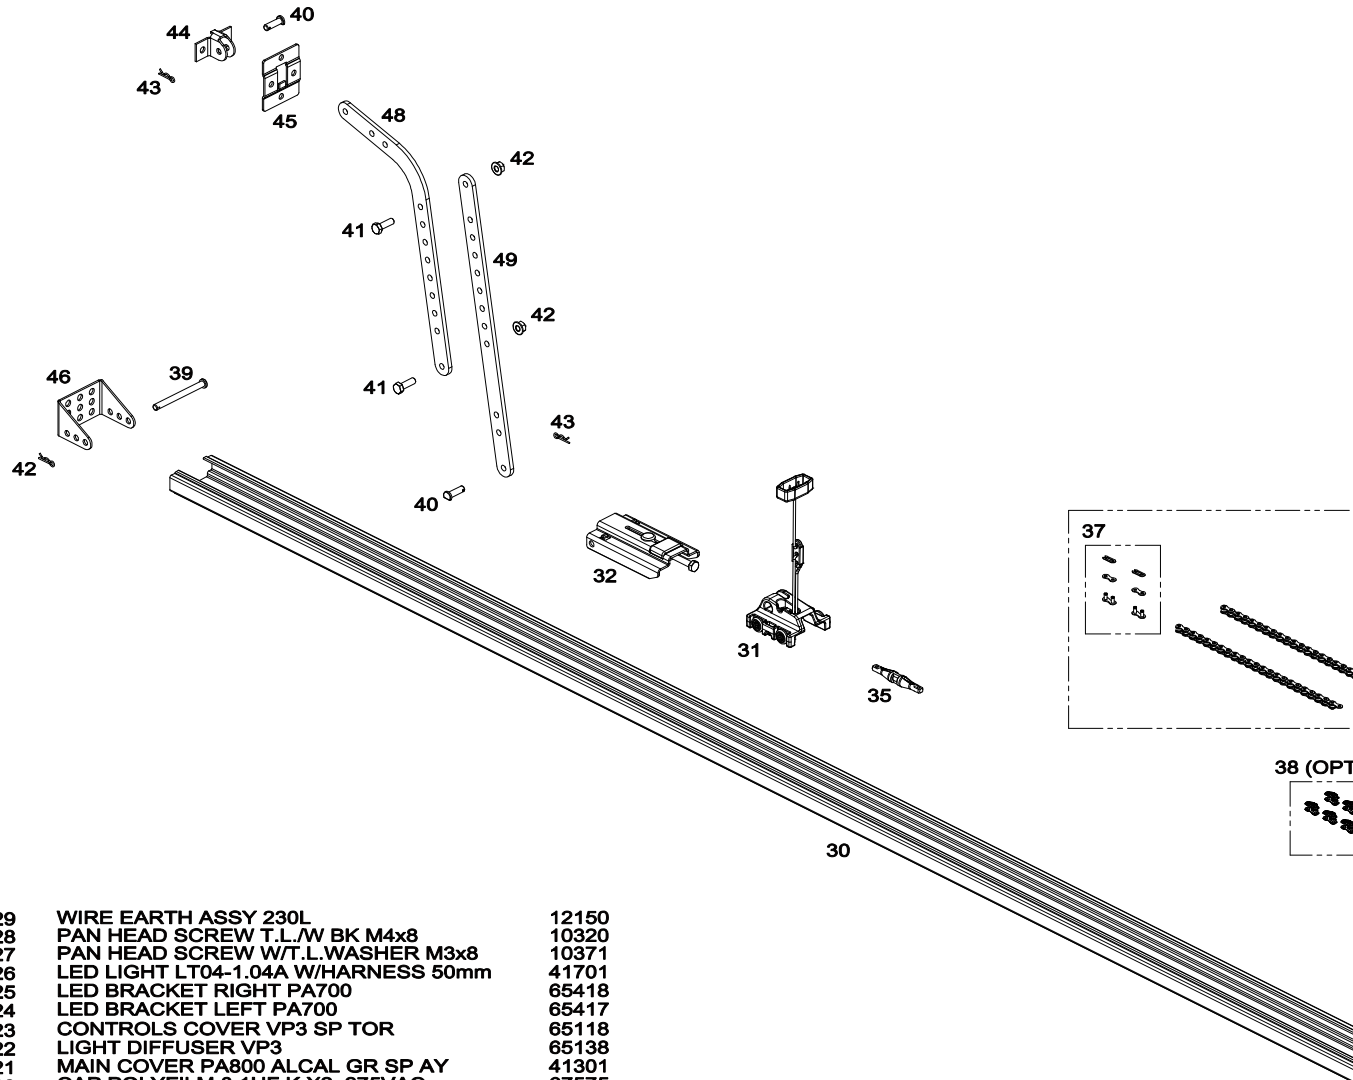 44
40
43
45
48
42
41
49
42
46
39
41
43
42
40
32
37
31
35
38 (OPT
30
29 WIRE EARTH ASSY 230L 12150
28 PAN HEAD SCREW T.L./W BK M4x8 10320
27 PAN HEAD SCREW W/T.L.WASHER M3x8 10371
26 LED LIGHT LT04-1.04A W/HARNESS 50mm 41701
25 LED BRACKET RIGHT PA700 65418
24 LED BRACKET LEFT PA700 65417
23 CONTROLS COVER VP3 SP TOR 65118
22 LIGHT DIFFUSER VP3 65138
21 MAIN COVER PA800 ALCAL GR SP AY 41301